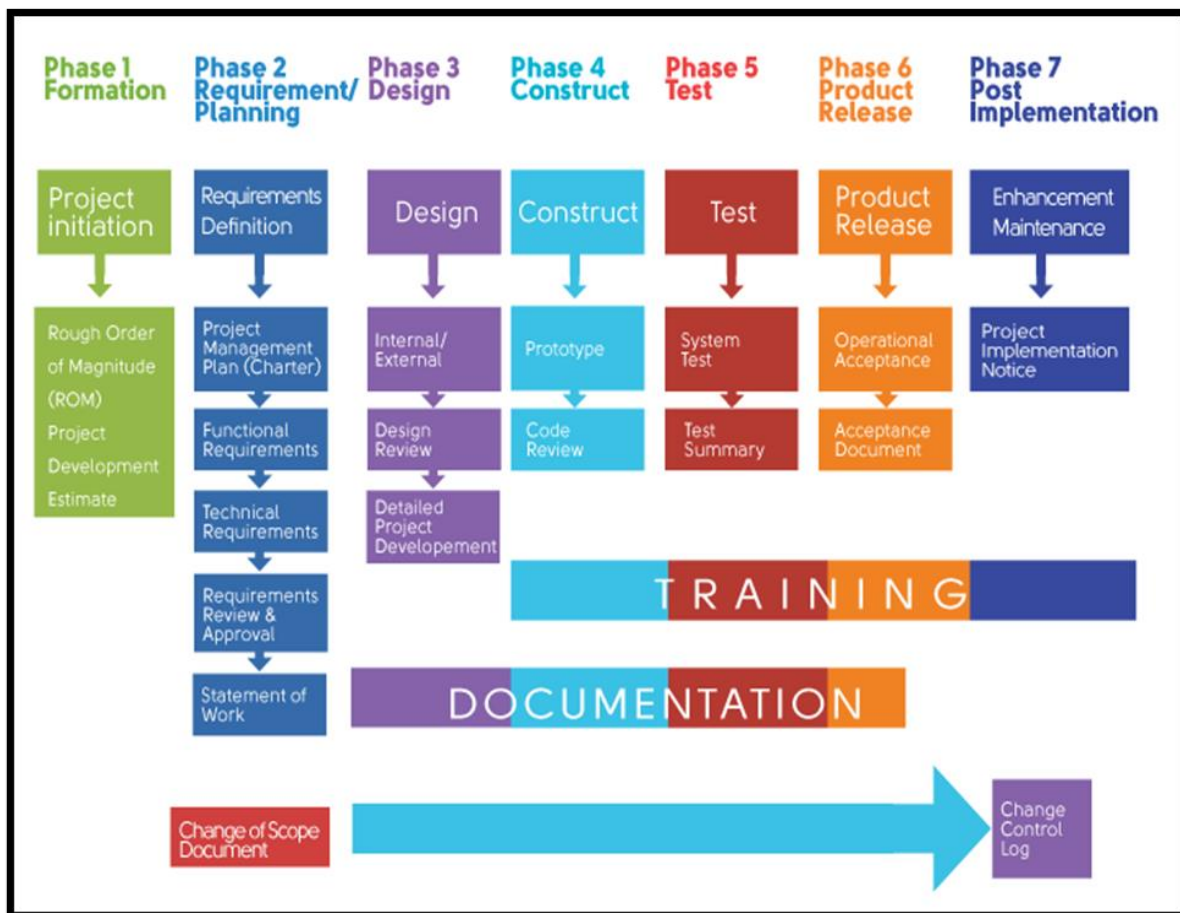 Phase 1
Formation
Phase 2
Requirement/
Planning
Phase 3
Design
Phase 4
Construct
Phase 5
Test
Phase 6
Product
Release
Phase 7
Post
Implementation
Project
initiation
Requirements
Definition
Design
Construct
Test
Product
Release
Enhancement
Maintenance
Rough Order
of Magnitude
(ROM)
Project
Development
Estimate
Project
Management
Plan (Charter)
Functional
Requirements
Technical
Requirements
Requirements
Review &
Approval
Statement of
Work
Internal/
External
Design
Review
Detailed
Project
Developement
Prototype
Code
Review
System
Test
Test
Summary
Operational
Acceptance
Acceptance
Document
Project
Implementation
Notice
TRAINING
DOCUMENTATION
Change of Scope
Document
Change
Control
Log